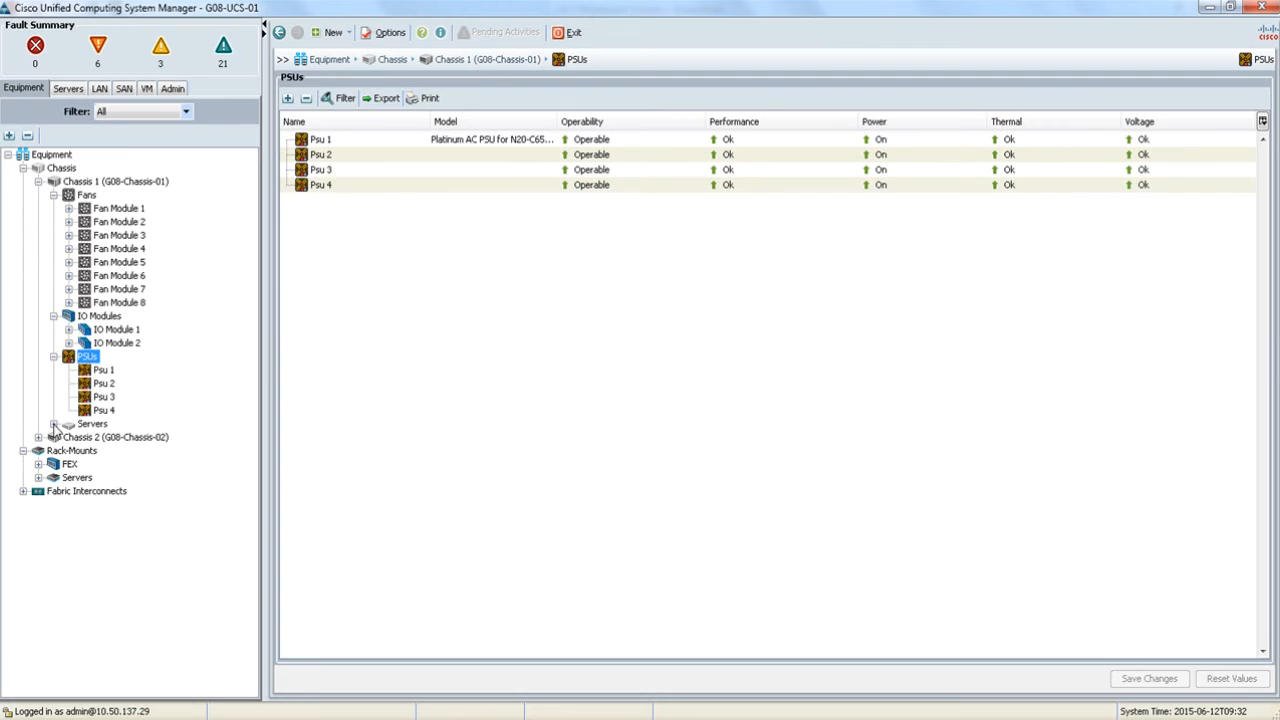 Cisco Unified Computing System Manager - G08-UCS-01
Fault Summary
0 6 3 21
Equipment Servers LAN SAN VM Admin
Filter: All
Equipment
Chassis
Chassis 1 (G08-Chassis-01)
Fans
Fan Module 1
Fan Module 2
Fan Module 3
Fan Module 4
Fan Module 5
Fan Module 6
Fan Module 7
Fan Module 8
IO Modules
IO Module 1
IO Module 2
PSUs
Psu 1
Psu 2
Psu 3
Psu 4
Servers
Chassis 2 (G08-Chassis-02)
Rack-Mounts
FEX
Servers
Fabric Interconnects
New Options Pending Activities Exit
cisco
>> Equipment Chassis Chassis 1 (G08-Chassis-01) PSUs PSUs
PSUs
Filter Export Print
Name Model Operability Performance Power Thermal Voltage
Psu 1 Platinum AC PSU for N20-C65... Operable Ok On Ok Ok
Psu 2 Operable Ok On Ok Ok
Psu 3 Operable Ok On Ok Ok
Psu 4 Operable Ok On Ok Ok
Save Changes Reset Values
Logged in as admin@10.50.137.29 System Time: 2015-06-12T09:32